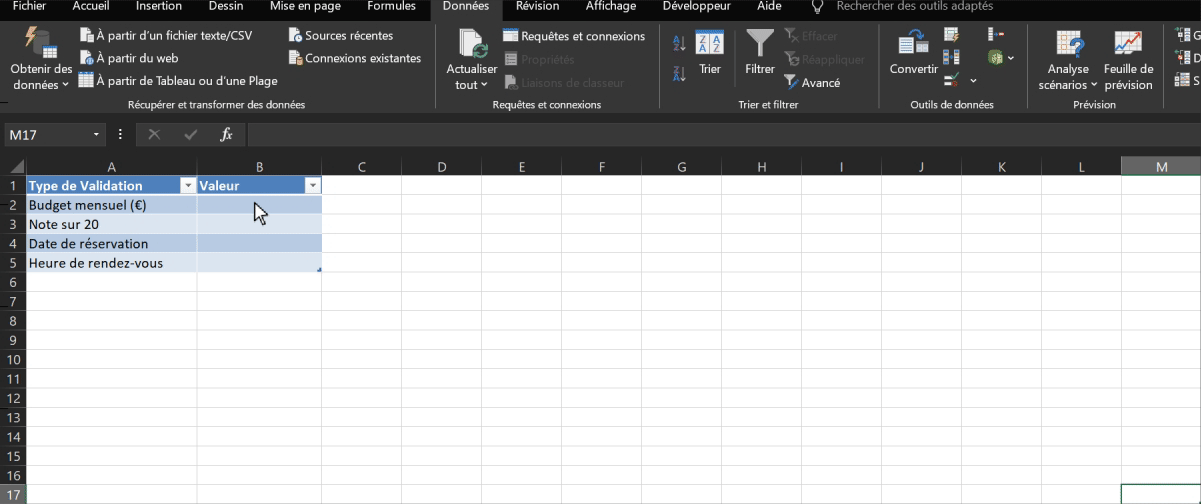 Fichier Accueil Insertion Dessin Mise en page Formules Données Révision Affichage Développeur Aide Rechercher des outils adaptés
Obtenir des données
À partir d'un fichier texte/CSV
À partir du web
À partir de Tableau ou d'une Plage
Sources récentes
Connexions existantes
Récupérer et transformer des données
Actualiser tout
Requêtes et connexions
Propriétés
Liaisons de classeur
Requêtes et connexions
Trier
Filtrer
Effacer
Réappliquer
Avancé
Trier et filtrer
Convertir
Outils de données
Analyse scénarios
Feuille de prévision
Prévision
G
D
S
M17 fx
A B C D E F G H I J K L M
1 Type de Validation Valeur
2 Budget mensuel (€)
3 Note sur 20
4 Date de réservation
5 Heure de rendez-vous
6
7
8
9
10
11
12
13
14
15
16
17